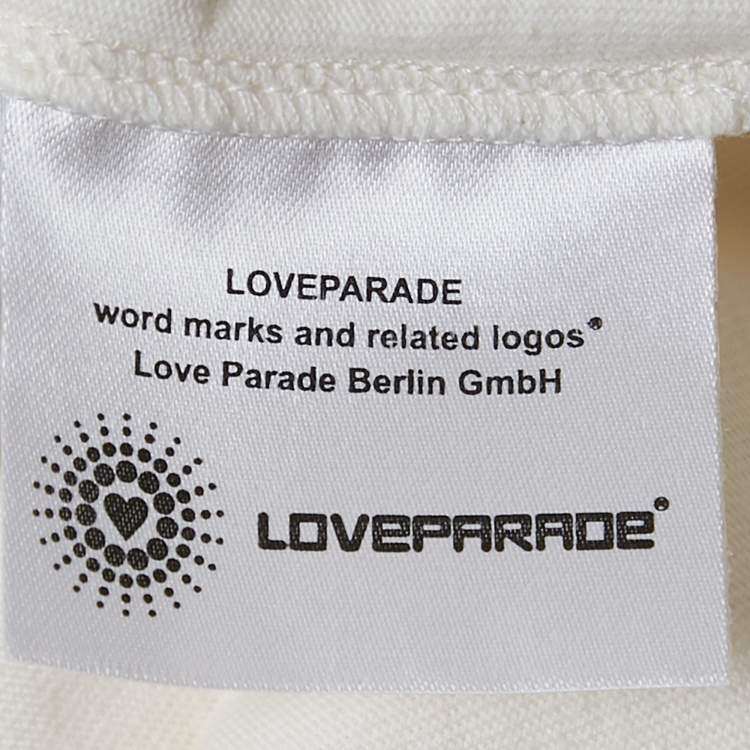 LOVEPARADE
word marks and related logos®
Love Parade Berlin GmbH
LOVEPARADE®